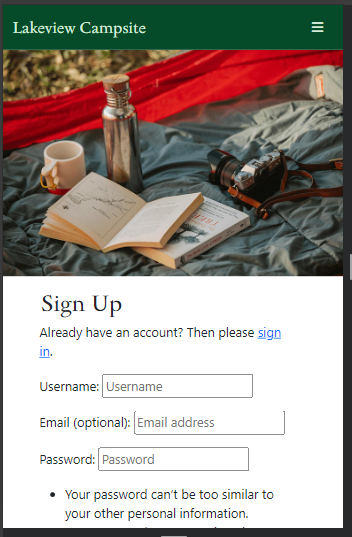 Lakeview Campsite
Sign Up
Already have an account? Then please sign
in.
Username: Username
Email (optional): Email address
Password: Password
• Your password can’t be too similar to
your other personal information.